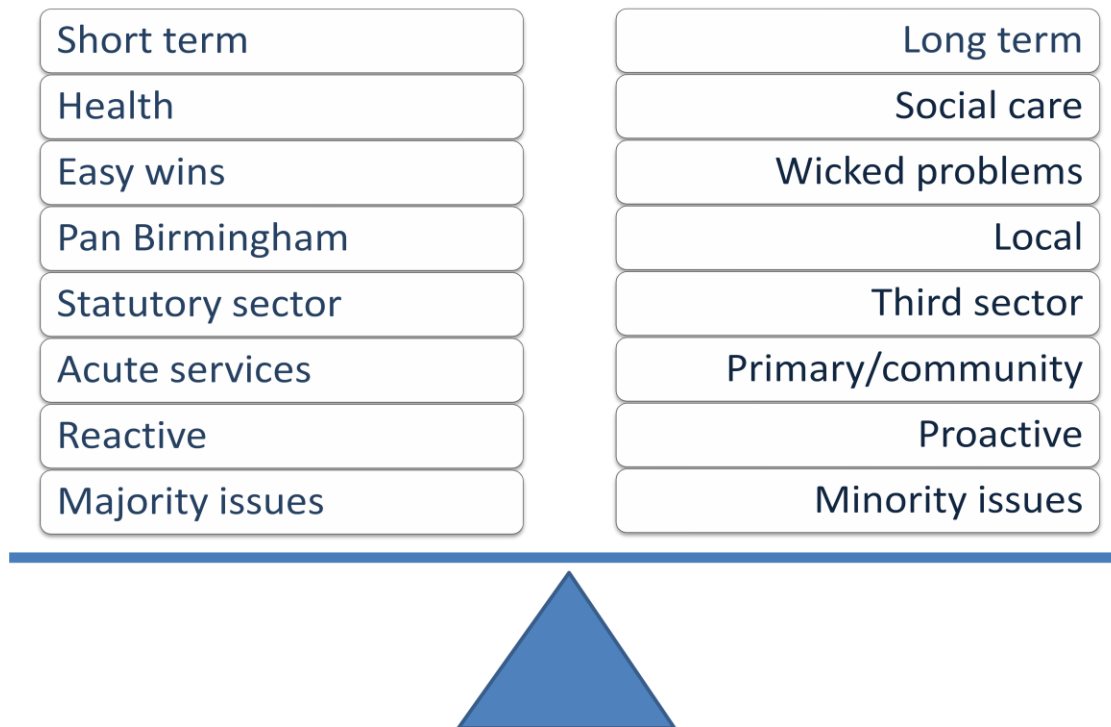 Short term
Long term
Health
Social care
Easy wins
Wicked problems
Pan Birmingham
Local
Statutory sector
Third sector
Acute services
Primary/community
Reactive
Proactive
Majority issues
Minority issues